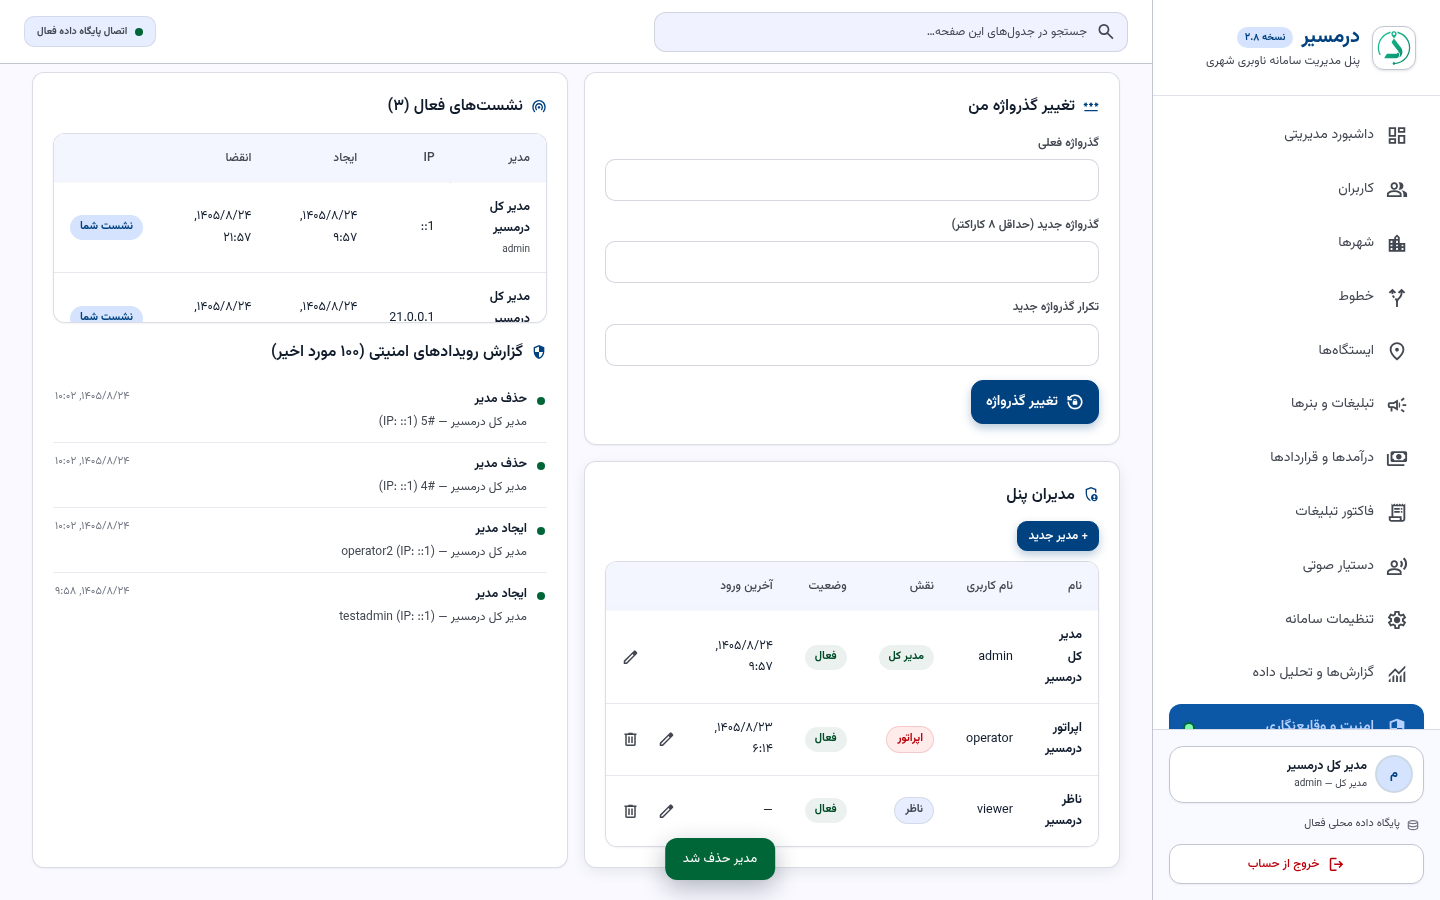 درمسیر
نسخه ۲.۸
پنل مدیریت سامانه ناوبری شهری
جستجو در جدول‌های این صفحه...
اتصال پایگاه داده فعال
داشبورد مدیریتی
کاربران
شهرها
خطوط
ایستگاه‌ها
تبلیغات و بنرها
درآمدها و قراردادها
فاکتور تبلیغات
دستیار صوتی
تنظیمات سامانه
گزارش‌ها و تحلیل داده
امنیت و وقایع‌نگاری
م
مدیر کل درمسیر
مدیر کل — admin
پایگاه داده محلی فعال
خروج از حساب
تغییر گذرواژه من
گذرواژه فعلی
گذرواژه جدید (حداقل ۸ کاراکتر)
تکرار گذرواژه جدید
تغییر گذرواژه
مدیران پنل
+ مدیر جدید
نام نام کاربری نقش وضعیت آخرین ورود
مدیر کل درمسیر admin مدیر کل فعال ۱۴۰۵/۸/۲۴, ۹:۵۷
اپراتور درمسیر operator اپراتور فعال ۱۴۰۵/۸/۲۳, ۶:۱۴
ناظر درمسیر viewer ناظر فعال —
نشست‌های فعال (۳)
مدیر IP ایجاد انقضا
مدیر کل درمسیر admin ::1 ۱۴۰۵/۸/۲۴, ۹:۵۷ ۱۴۰۵/۸/۲۴, ۲۱:۵۷ نشست شما
مدیر کل درمسیر 21.0.0.1 ۱۴۰۵/۸/۲۴, ۱۴۰۵/۸/۲۴, نشست شما
گزارش رویدادهای امنیتی (۱۰۰ مورد اخیر)
حذف مدیر ۱۴۰۵/۸/۲۴, ۱۰:۰۲
مدیر کل درمسیر — #5 (IP: ::1)
حذف مدیر ۱۴۰۵/۸/۲۴, ۱۰:۰۲
مدیر کل درمسیر — #4 (IP: ::1)
ایجاد مدیر ۱۴۰۵/۸/۲۴, ۱۰:۰۲
مدیر کل درمسیر — operator2 (IP: ::1)
ایجاد مدیر ۱۴۰۵/۸/۲۴, ۹:۵۸
مدیر کل درمسیر — testadmin (IP: ::1)
مدیر حذف شد